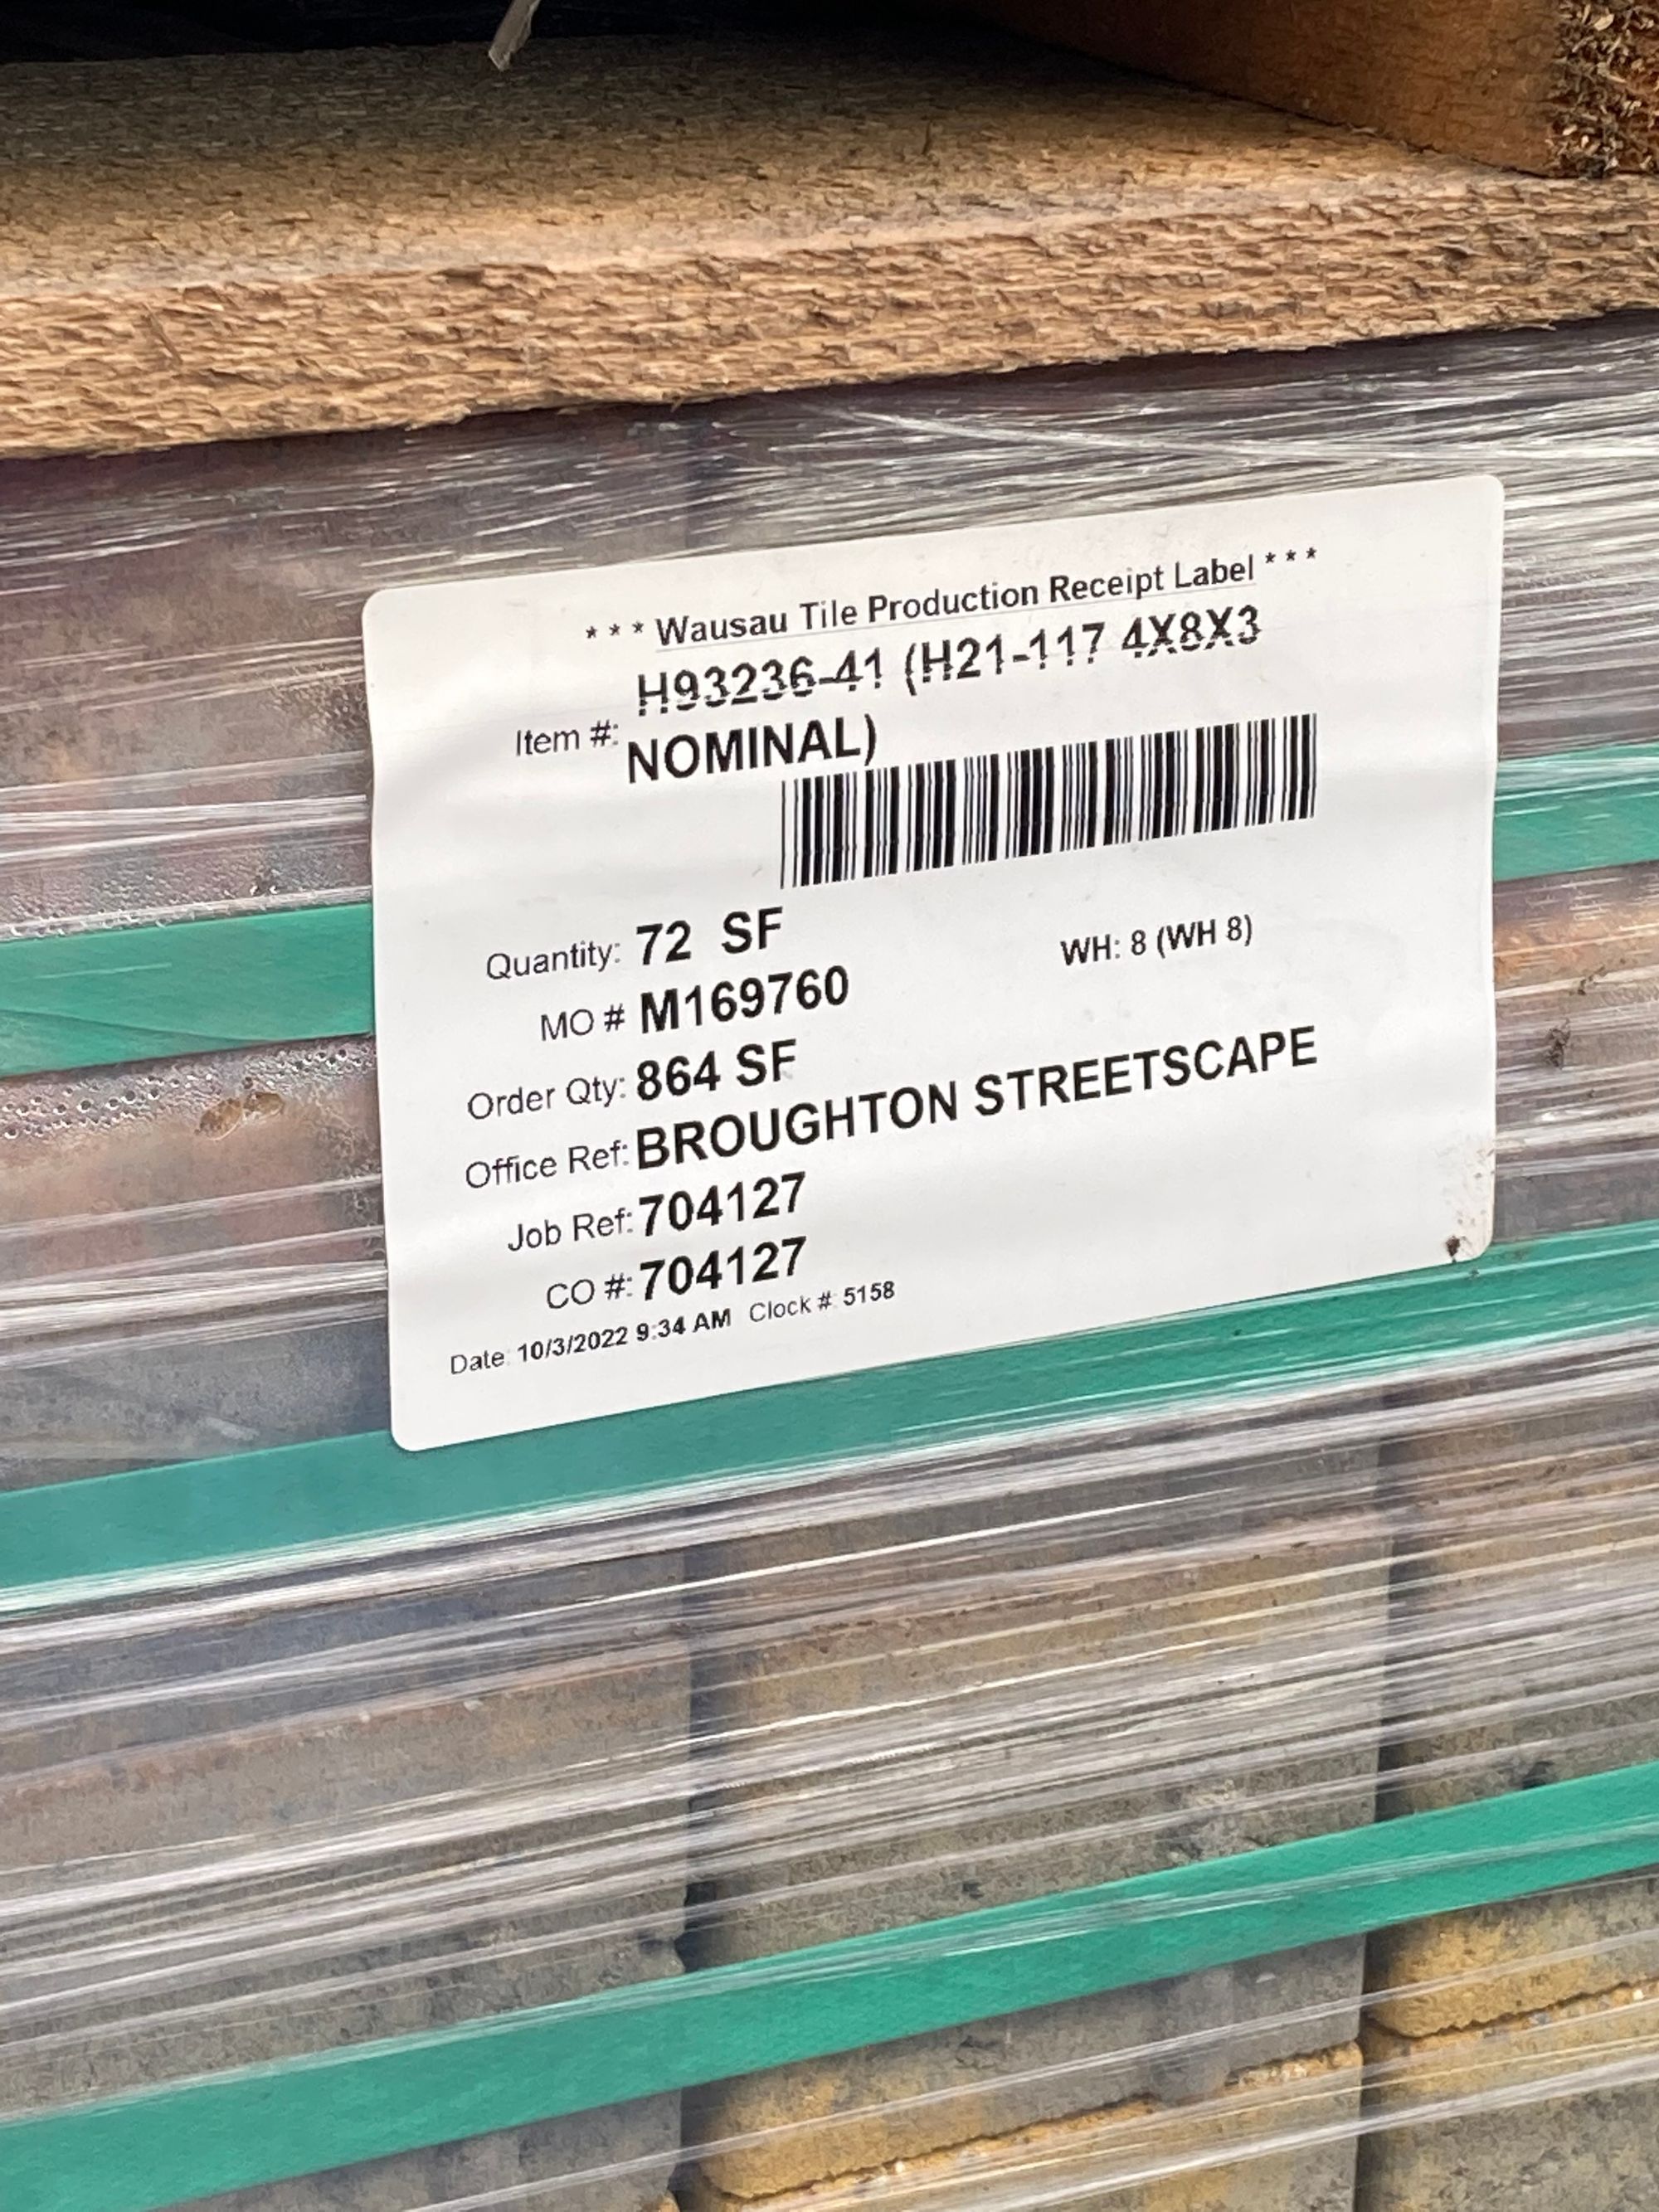 * * * Wausau Tile Production Receipt Label * * *
Item #: H93236-41 (H21-117 4X8X3
NOMINAL)
Quantity: 72 SF WH: 8 (WH 8)
MO # M169760
Order Qty: 864 SF
Office Ref: BROUGHTON STREETSCAPE
Job Ref: 704127
CO #: 704127
Date: 10/3/2022 9:34 AM Clock #: 5158